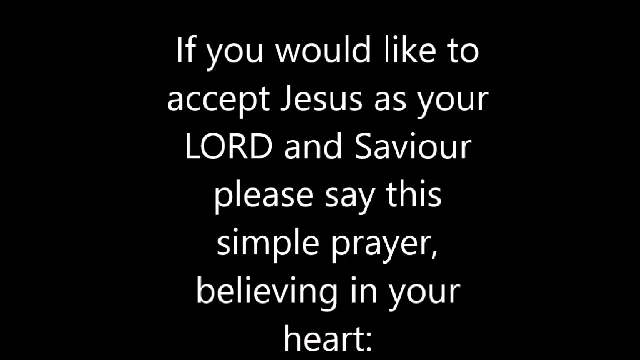 If you would like to
accept Jesus as your
LORD and Saviour
please say this
simple prayer,
believing in your
heart: